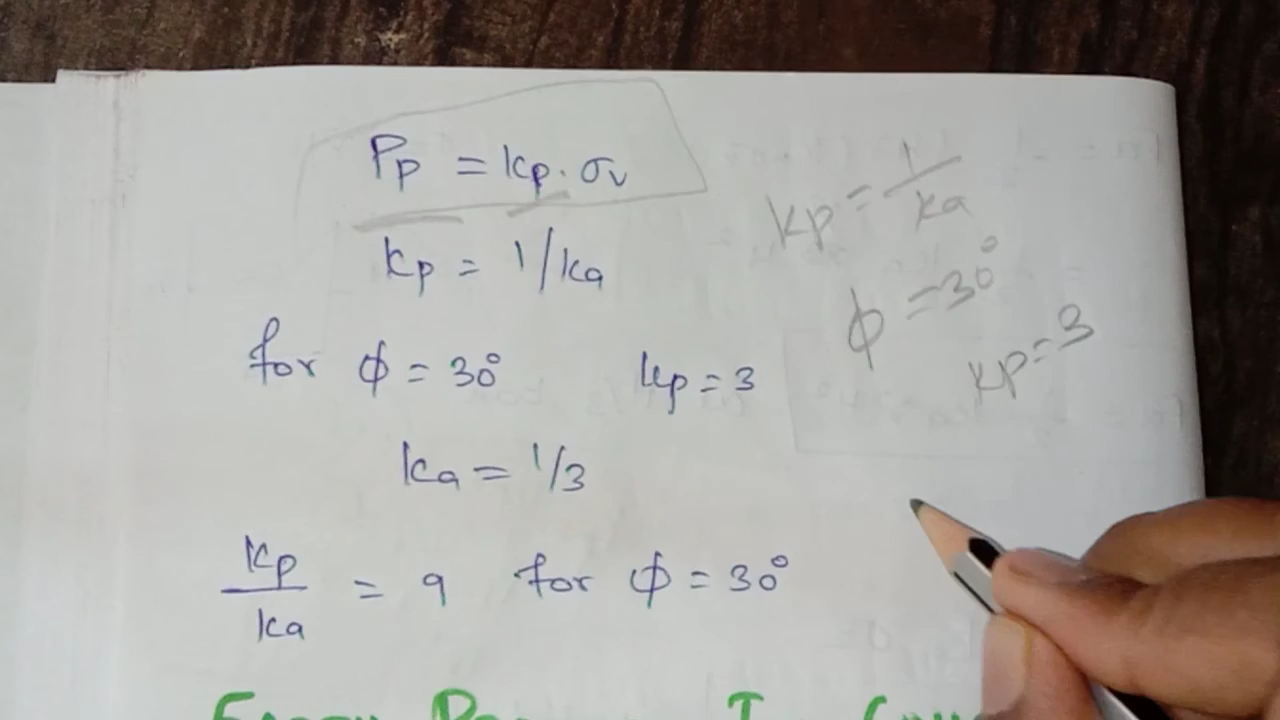 Pp = kp. σv
kp = 1/ka
kp = 1/ka
for ϕ = 30° kp = 3
ϕ = 30°
kp = 3
ka = 1/3
kp/ka = 9 for ϕ = 30°